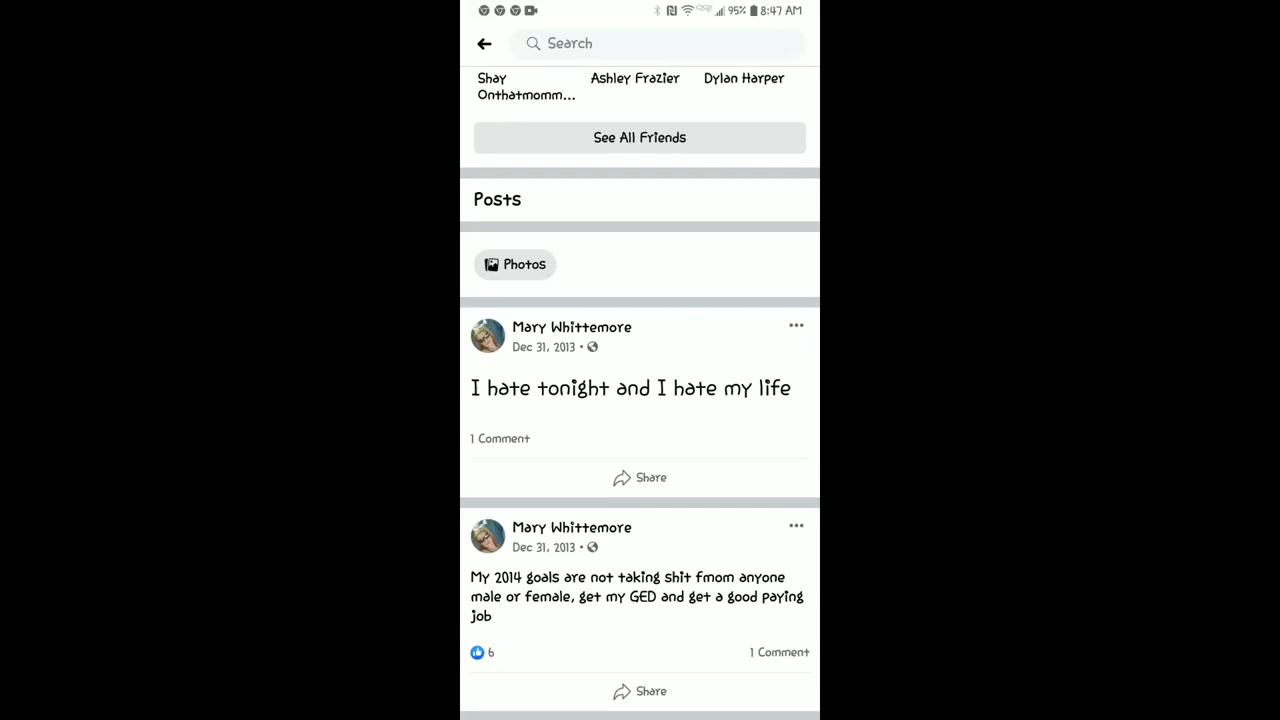 95% 8:47 AM
Search
Shay
Onthatmomm...
Ashley Frazier
Dylan Harper
See All Friends
Posts
Photos
Mary Whittemore
Dec 31, 2013 •
I hate tonight and I hate my life
1 Comment
Share
Mary Whittemore
Dec 31, 2013 •
My 2014 goals are not taking shit fmom anyone
male or female, get my GED and get a good paying
job
6
1 Comment
Share